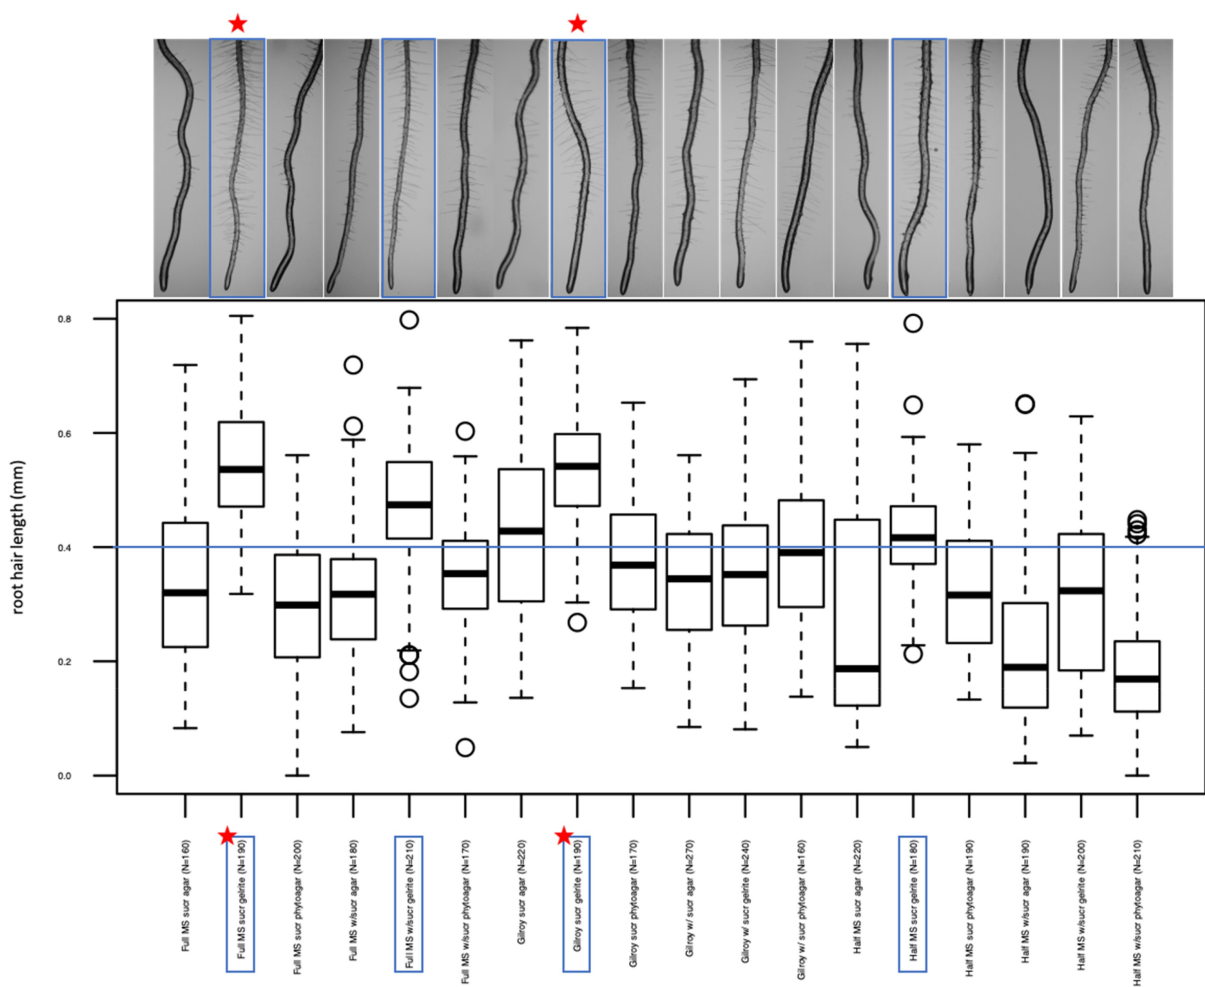 0.8
0.6
0.4
0.2
0.0
root hair length (mm)
Full MS sucr agar (N=160)
Full MS sucr gelrite (N=190)
Full MS sucr phytoagar (N=200)
Full MS w/sucr agar (N=180)
Full MS w/sucr gelrite (N=210)
Full MS w/sucr phytoagar (N=170)
Gilroy sucr agar (N=220)
Gilroy sucr gelrite (N=190)
Gilroy sucr phytoagar (N=170)
Gilroy w/ sucr agar (N=270)
Gilroy w/ sucr gelrite (N=240)
Gilroy w/ sucr phytoagar (N=160)
Half MS sucr agar (N=220)
Half MS sucr gelrite (N=180)
Half MS sucr phytoagar (N=190)
Half MS w/sucr agar (N=190)
Half MS w/sucr gelrite (N=200)
Half MS w/sucr phytoagar (N=210)